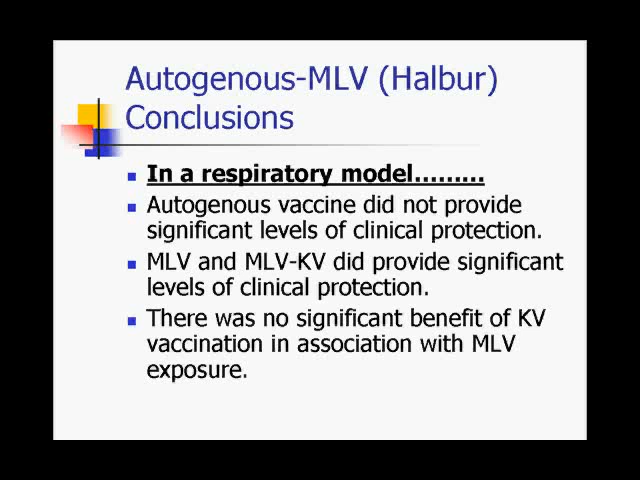 Autogenous-MLV (Halbur)
Conclusions
In a respiratory model.........
Autogenous vaccine did not provide
significant levels of clinical protection.
MLV and MLV-KV did provide significant
levels of clinical protection.
There was no significant benefit of KV
vaccination in association with MLV
exposure.